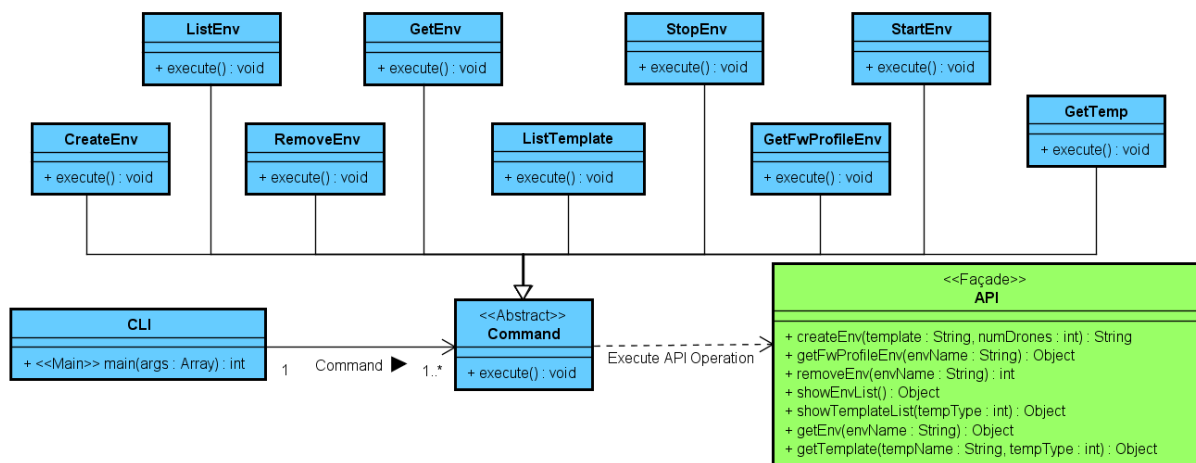 ListEnv
+ execute() : void
GetEnv
+ execute() : void
StopEnv
+ execute() : void
StartEnv
+ execute() : void
CreateEnv
+ execute() : void
RemoveEnv
+ execute() : void
ListTemplate
+ execute() : void
GetFwProfileEnv
+ execute() : void
GetTemp
+ execute() : void
CLI
+ <<Main>> main(args : Array) : int
1
Command ►
1..*
<<Abstract>>
Command
+ execute() : void
Execute API Operation
<<Façade>>
API
+ createEnv(template : String, numDrones : int) : String
+ getFwProfileEnv(envName : String) : Object
+ removeEnv(envName : String) : int
+ showEnvList() : Object
+ showTemplateList(tempType : int) : Object
+ getEnv(envName : String) : Object
+ getTemplate(tempName : String, tempType : int) : Object